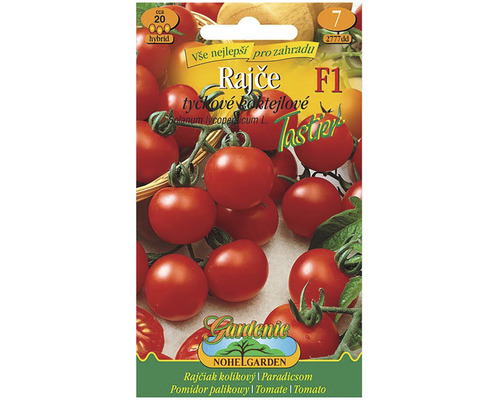 cca
20
hybrid
7
2777dd
Vše nejlepší pro zahradu
Rajče F1
tyčkové koktejlové
Solanum lycopersicum L.
Tastier
Gardenie
NOHEL GARDEN
Rajčiak kolíkový | Paradicsom
Pomidor palikowy | Tomate | Tomato